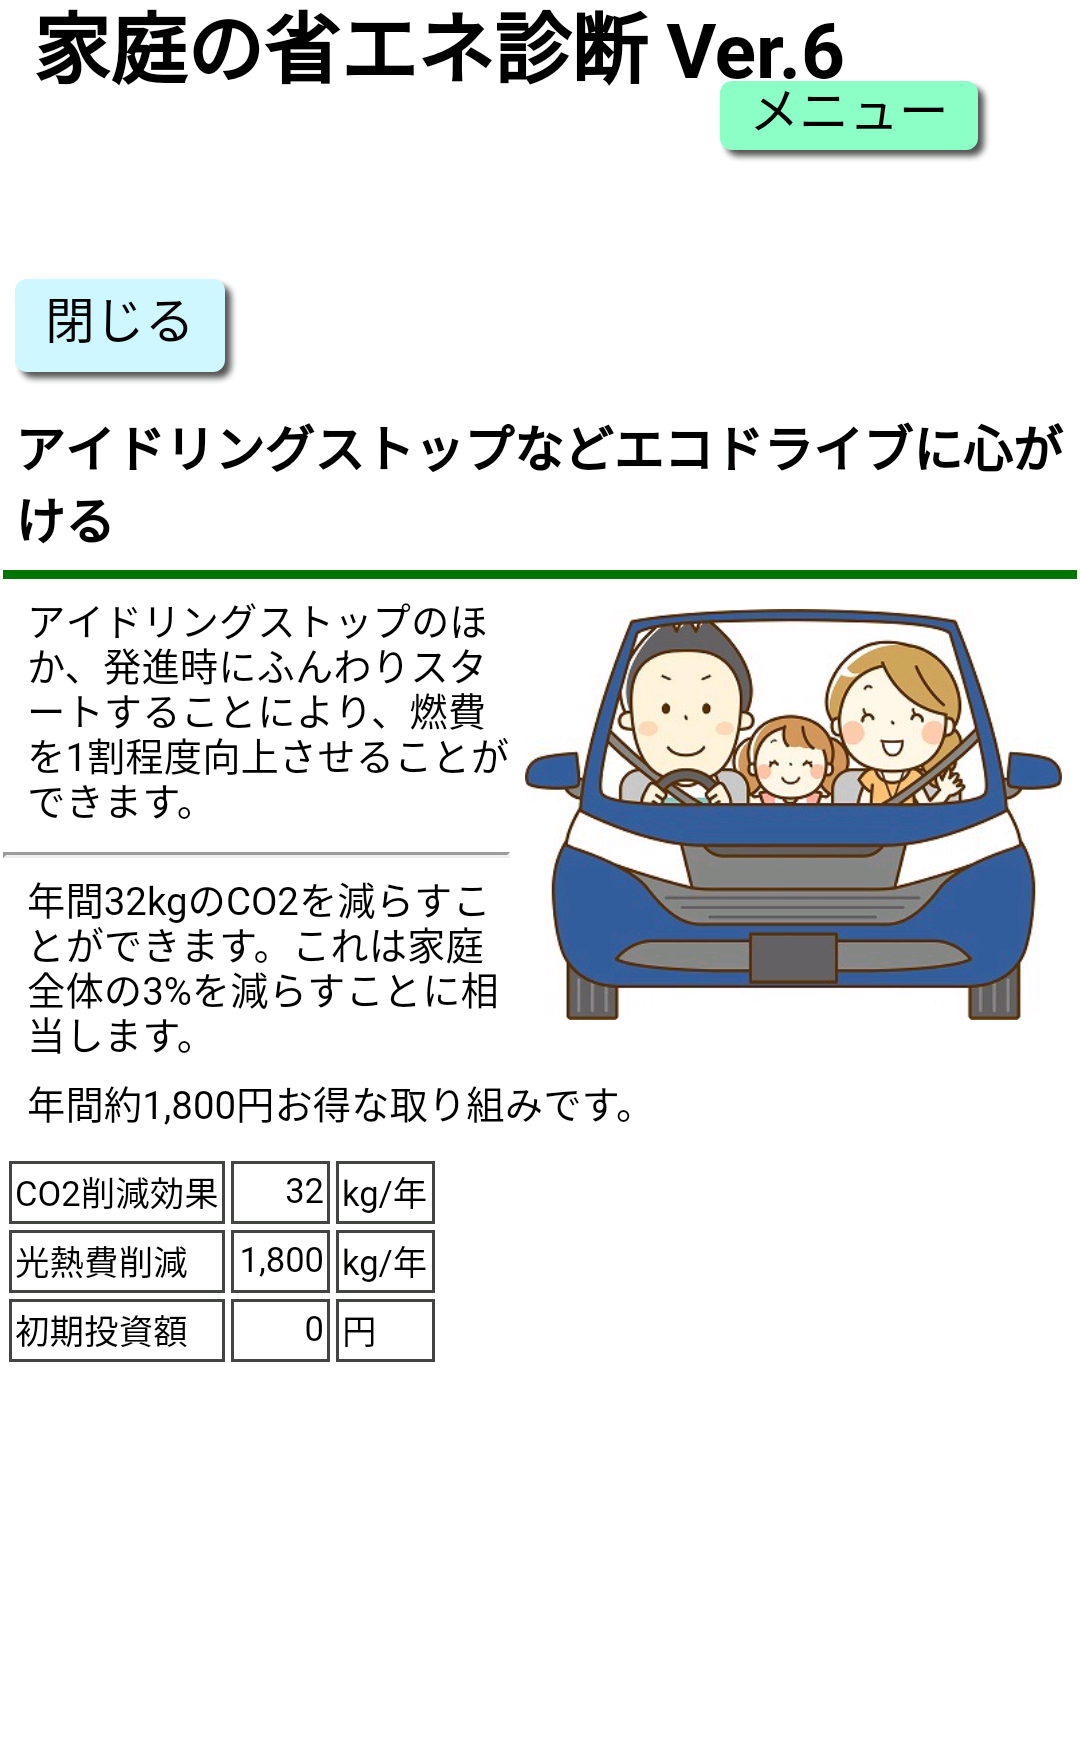 家庭の省エネ診断 Ver.6
メニュー
閉じる
アイドリングストップなどエコドライブに心が
ける
アイドリングストップのほ
か、発進時にふんわりスタ
ートすることにより、燃費
を1割程度向上させることが
できます。
年間32kgのCO2を減らすこ
とができます。これは家庭
全体の3%を減らすことに相
当します。
年間約1,800円お得な取り組みです。
CO2削減効果 32 kg/年
光熱費削減 1,800 kg/年
初期投資額 0 円